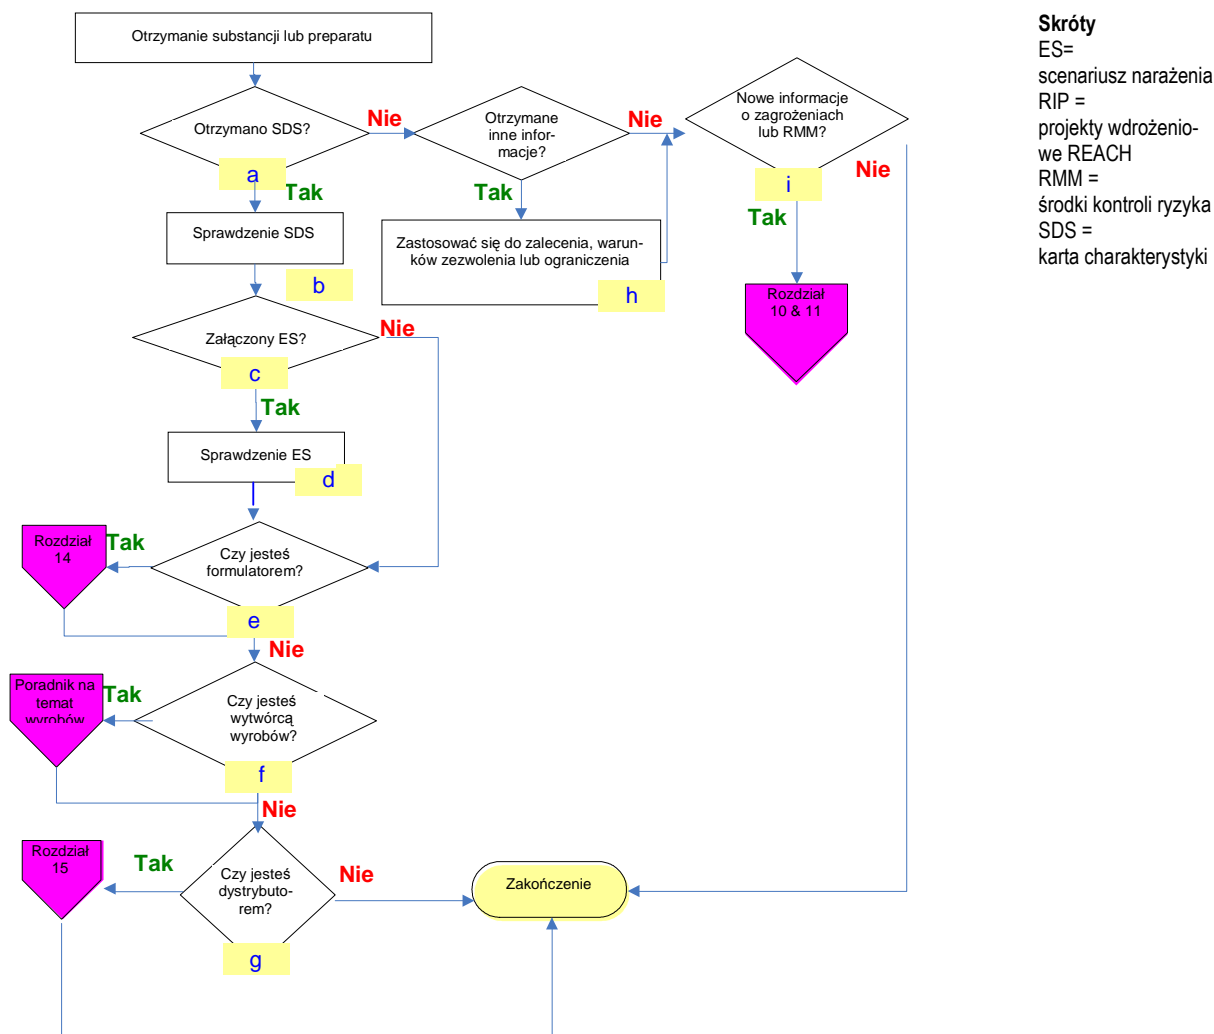 Otrzymanie substancji lub preparatu
Otrzymano SDS?
a
Nie
Tak
Otrzymane
inne infor-
macje?
Nie
Tak
Nowe informacje
o zagrożeniach
lub RMM?
i
Nie
Tak
Sprawdzenie SDS
b
Zastosować się do zalecenia, warun-
ków zezwolenia lub ograniczenia
h
Rozdział
10 & 11
Załączony ES?
c
Nie
Tak
Sprawdzenie ES
d
Rozdział
14
Tak
Czy jesteś
formulatorem?
e
Nie
Poradnik na
temat
wyrobów
Tak
Czy jesteś
wytwórcą
wyrobów?
f
Nie
Rozdział
15
Tak
Czy jesteś
dystrybuto-
rem?
g
Nie
Zakończenie
Skróty
ES=
scenariusz narażenia
RIP =
projekty wdrożenio-
we REACH
RMM =
środki kontroli ryzyka
SDS =
karta charakterystyki